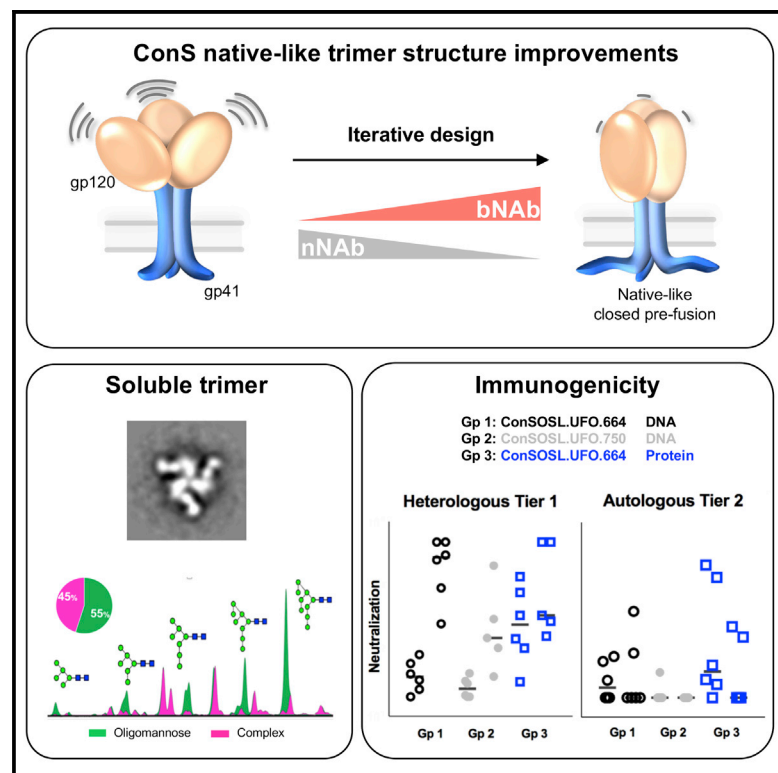 ConS native-like trimer structure improvements
Iterative design
gp120
bNAb
nNAb
gp41
Native-like
closed pre-fusion
Soluble trimer
45%
55%
Oligomannose
Complex
Immunogenicity
Gp 1: ConSOSL.UFO.664 DNA
Gp 2: ConSOSL.UFO.750 DNA
Gp 3: ConSOSL.UFO.664 Protein
Heterologous Tier 1
Autologous Tier 2
Neutralization
Gp 1 Gp 2 Gp 3
Gp 1 Gp 2 Gp 3